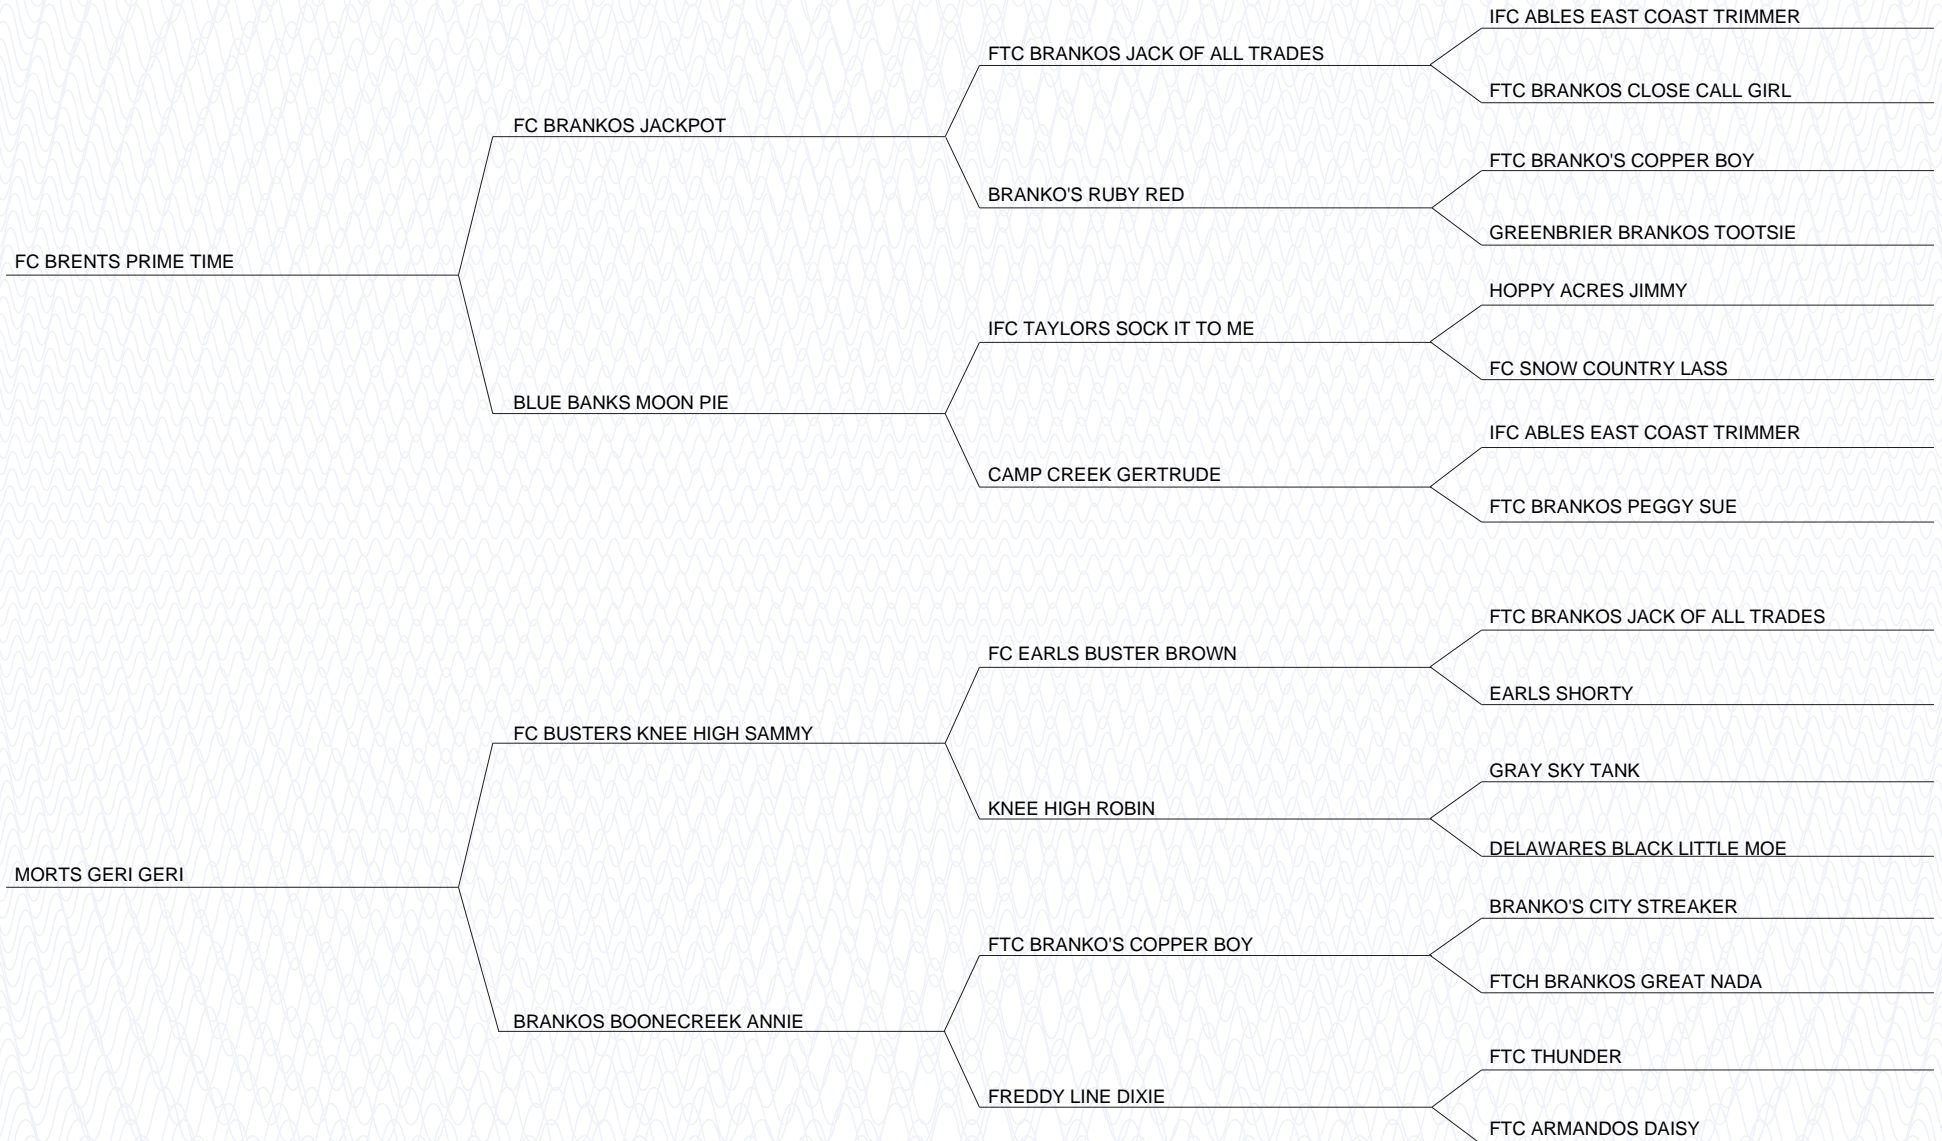 IFC ABLES EAST COAST TRIMMER
FTC BRANKOS JACK OF ALL TRADES
FTC BRANKOS CLOSE CALL GIRL
FC BRANKOS JACKPOT
FTC BRANKO'S COPPER BOY
BRANKO'S RUBY RED
GREENBRIER BRANKOS TOOTSIE
FC BRENTS PRIME TIME
HOPPY ACRES JIMMY
IFC TAYLORS SOCK IT TO ME
FC SNOW COUNTRY LASS
BLUE BANKS MOON PIE
IFC ABLES EAST COAST TRIMMER
CAMP CREEK GERTRUDE
FTC BRANKOS PEGGY SUE
FTC BRANKOS JACK OF ALL TRADES
FC EARLS BUSTER BROWN
EARLS SHORTY
FC BUSTERS KNEE HIGH SAMMY
GRAY SKY TANK
KNEE HIGH ROBIN
DELAWARES BLACK LITTLE MOE
MORTS GERI GERI
BRANKO'S CITY STREAKER
FTC BRANKO'S COPPER BOY
FTCH BRANKOS GREAT NADA
BRANKOS BOONECREEK ANNIE
FTC THUNDER
FREDDY LINE DIXIE
FTC ARMANDOS DAISY